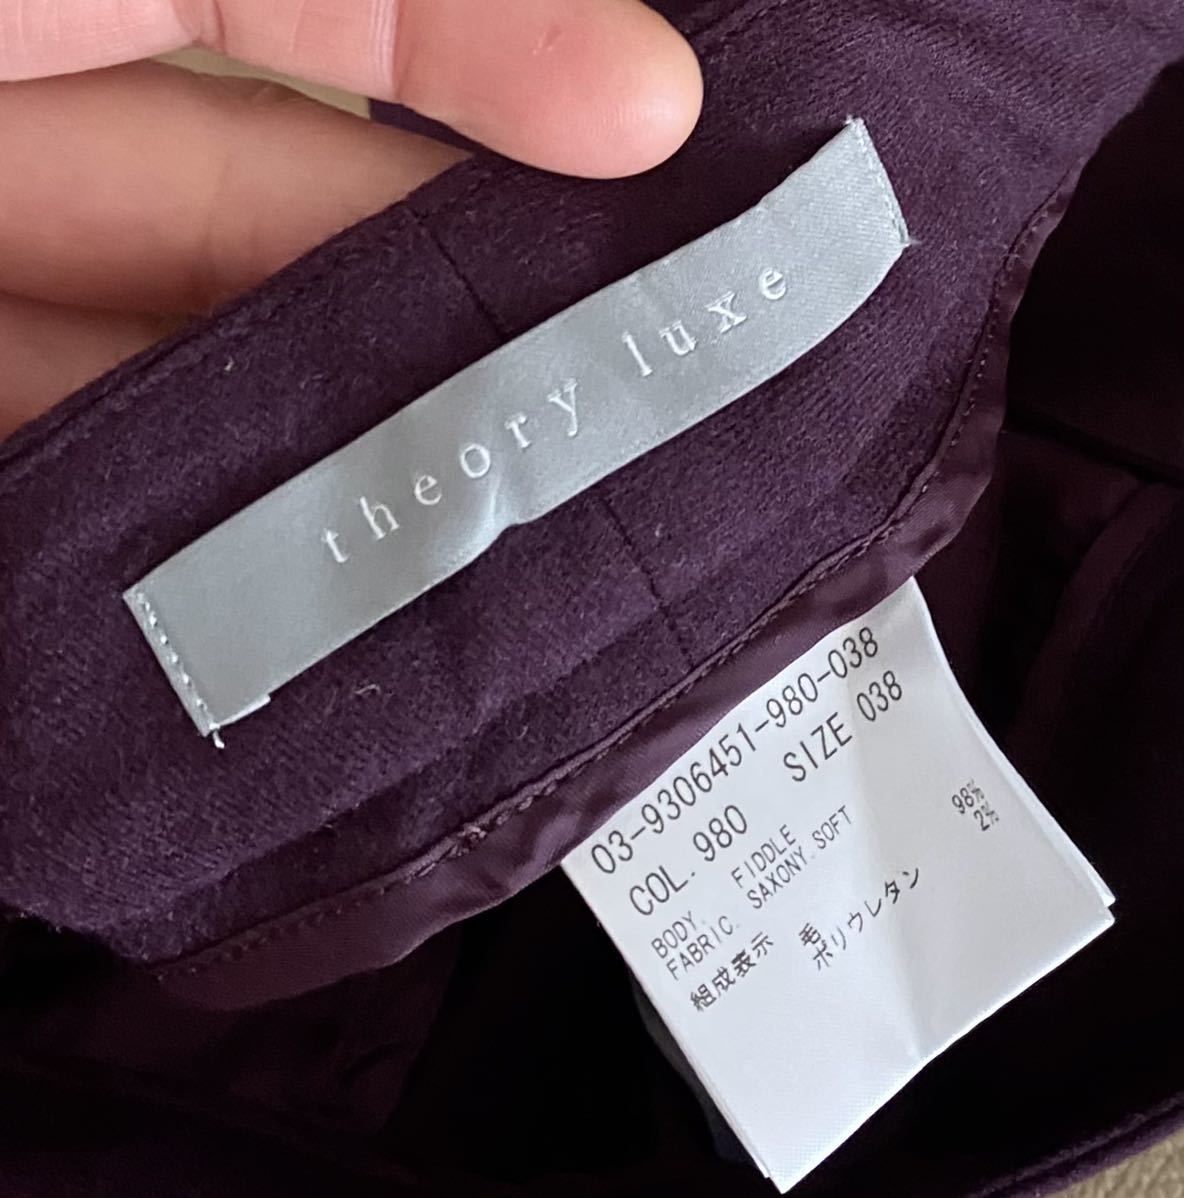 theory luxe
03-9306451-980-038
COL. 980 SIZE 038
BODY. FIDDLE
FABRIC. SAXONY.SOFT
組成表示 毛 98%
ポリウレタン 2%